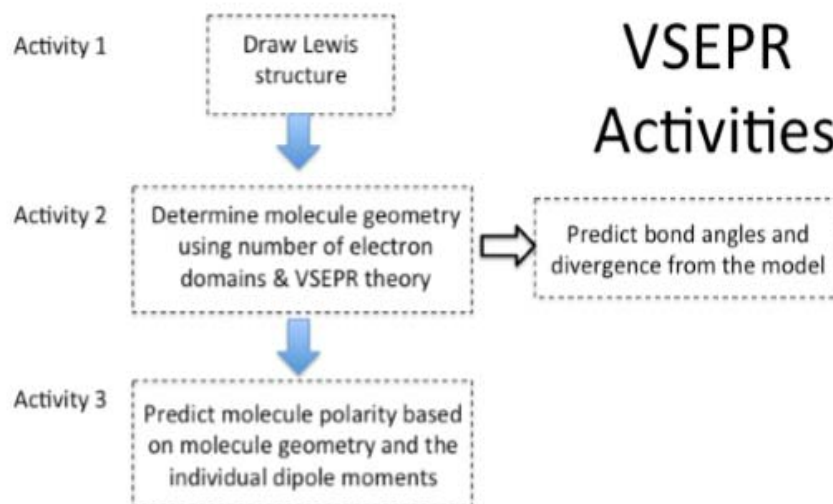 VSEPR
Activities
Activity 1
Draw Lewis
structure
Activity 2
Determine molecule geometry
using number of electron
domains & VSEPR theory
Predict bond angles and
divergence from the model
Activity 3
Predict molecule polarity based
on molecule geometry and the
individual dipole moments